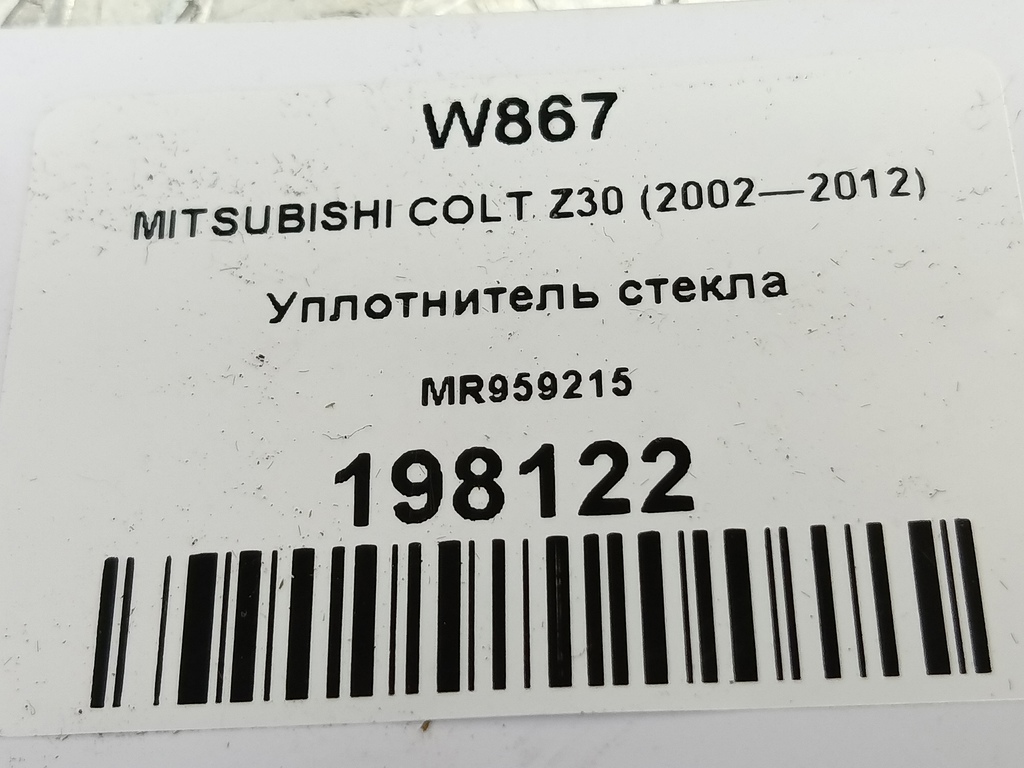 W867
MITSUBISHI COLT Z30 (2002—2012)
Уплотнитель стекла
MR959215
198122